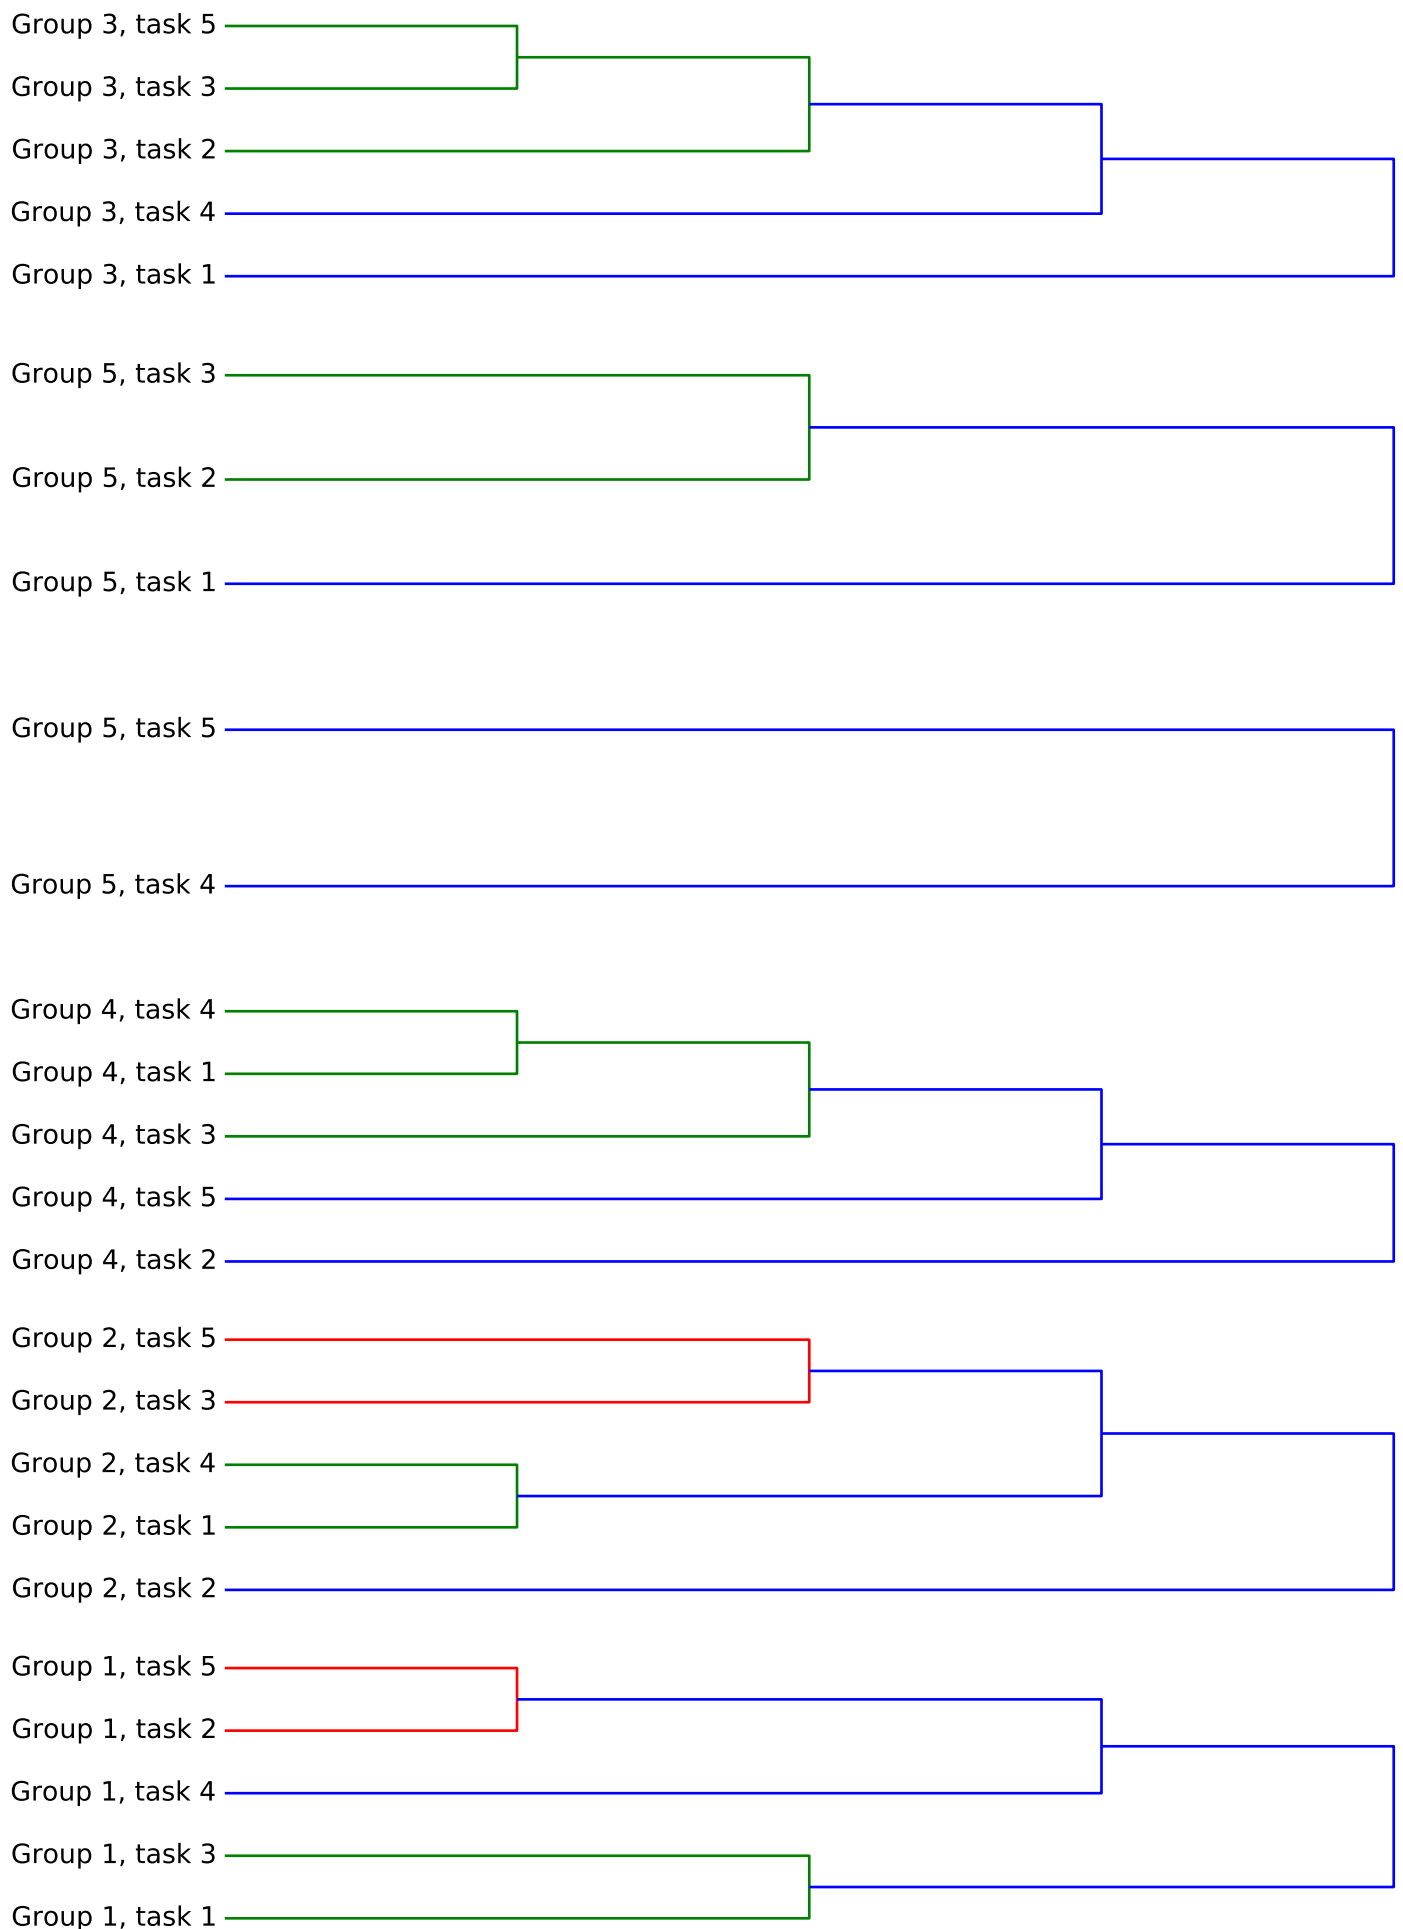 Group 3, task 5
Group 3, task 3
Group 3, task 2
Group 3, task 4
Group 3, task 1
Group 5, task 3
Group 5, task 2
Group 5, task 1
Group 5, task 5
Group 5, task 4
Group 4, task 4
Group 4, task 1
Group 4, task 3
Group 4, task 5
Group 4, task 2
Group 2, task 5
Group 2, task 3
Group 2, task 4
Group 2, task 1
Group 2, task 2
Group 1, task 5
Group 1, task 2
Group 1, task 4
Group 1, task 3
Group 1, task 1